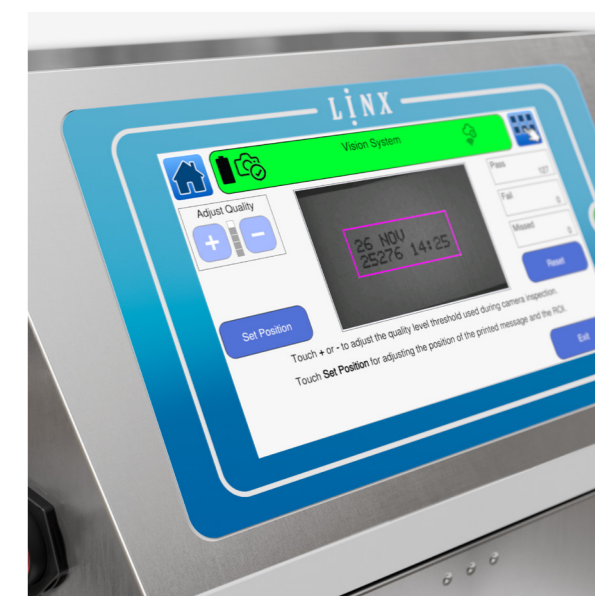 LINX
Vision System
Adjust Quality
+ -
26 NOV
25276 14:25
Pass
137
Fail
0
Missed
0
Reset
Set Position
Touch + or - to adjust the quality level threshold used during camera inspection.
Touch Set Position for adjusting the position of the printed message and the ROI.
Exit